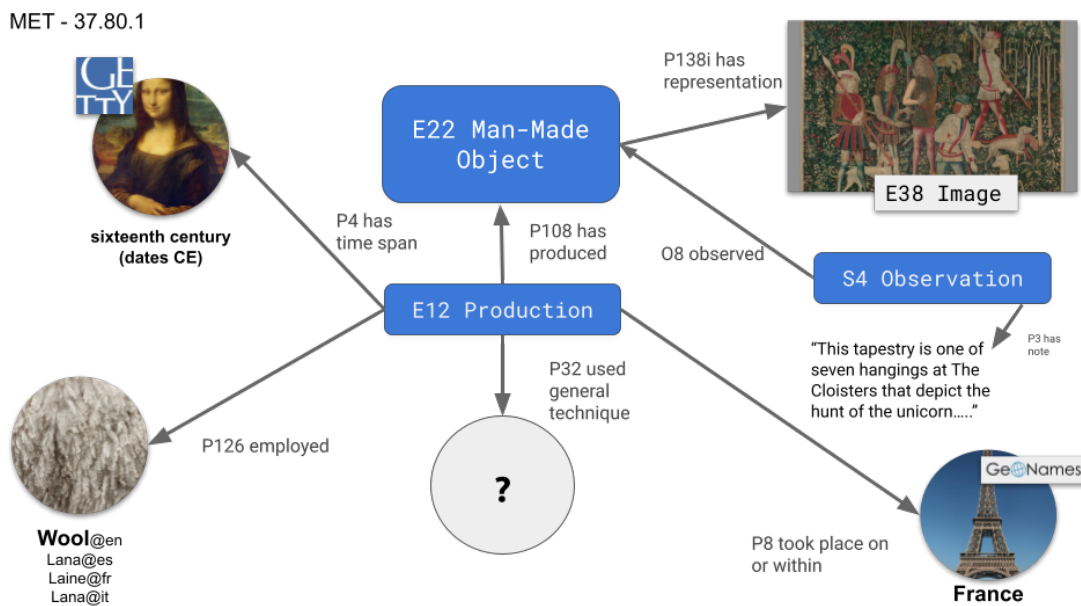 MET - 37.80.1
GE
TTY
sixteenth century
(dates CE)
P4 has
time span
E22 Man-Made
Object
P108 has
produced
P138i has
representation
E38 Image
O8 observed
S4 Observation
P3 has
note
“This tapestry is one of
seven hangings at The
Cloisters that depict the
hunt of the unicorn…..”
E12 Production
P32 used
general
technique
?
P126 employed
Wool@en
Lana@es
Laine@fr
Lana@it
P8 took place on
or within
GeoNames
France